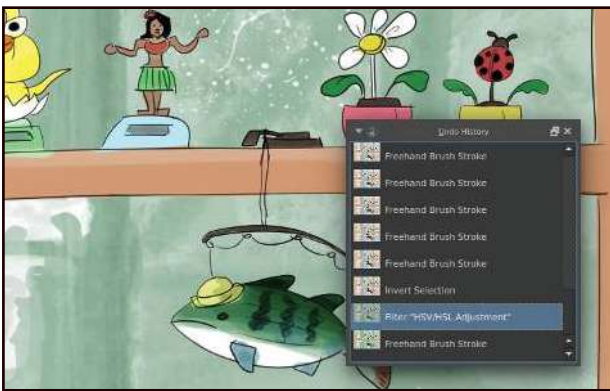 Undo History
Freehand Brush Stroke
Freehand Brush Stroke
Freehand Brush Stroke
Freehand Brush Stroke
Freehand Brush Stroke
Invert Selection
Filter "HSV/HSL Adjustment"
Freehand Brush Stroke